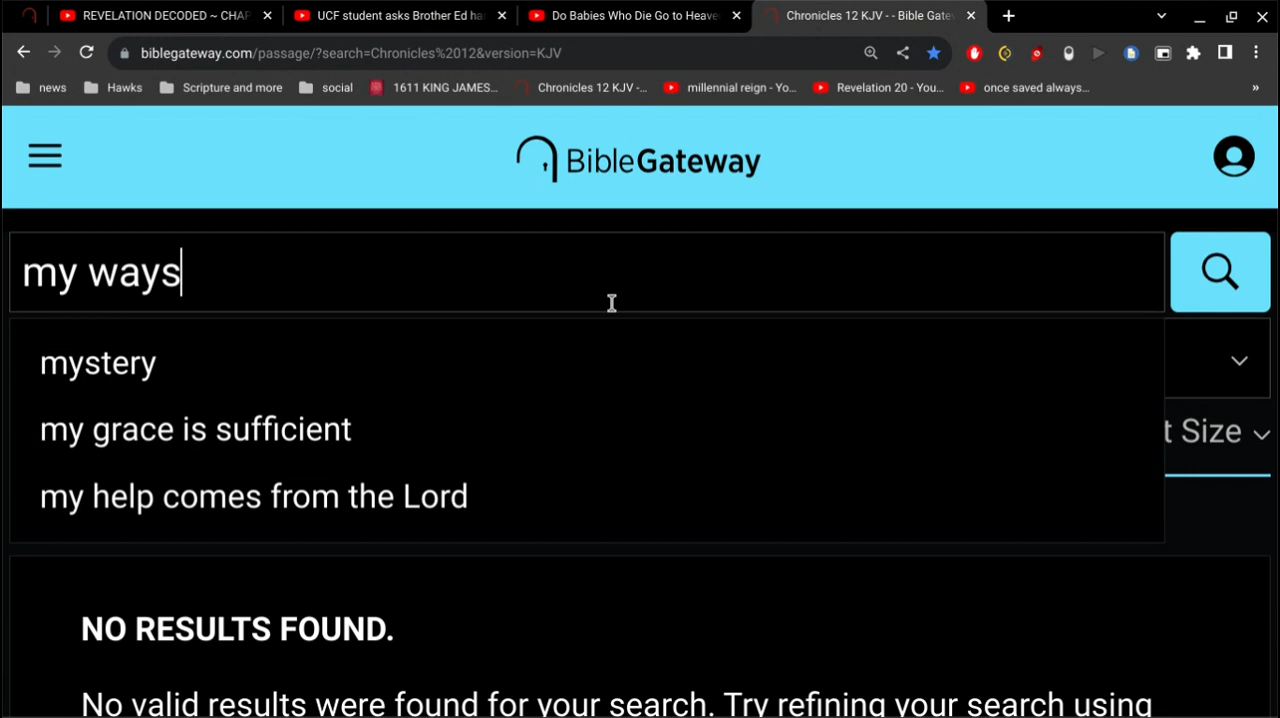 REVELATION DECODED ~ CHAP
UCF student asks Brother Ed ha
Do Babies Who Die Go to Heave
Chronicles 12 KJV - - Bible Gatew
biblegateway.com/passage/?search=Chronicles%2012&version=KJV
news
Hawks
Scripture and more
social
1611 KING JAMES...
Chronicles 12 KJV -...
millennial reign - Yo...
Revelation 20 - You...
once saved always...
»
BibleGateway
my ways
mystery
my grace is sufficient
my help comes from the Lord
t Size
NO RESULTS FOUND.
No valid results were found for your search. Try refining your search using